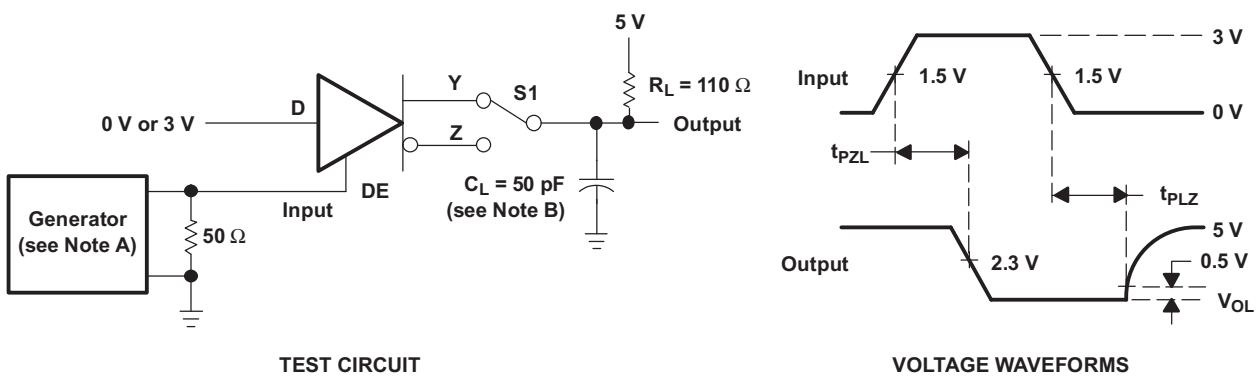 5 V
Y
S1
R_L = 110 Ω
D
0 V or 3 V
Output
Z
DE
C_L = 50 pF
(see Note B)
Input
Generator
(see Note A)
50 Ω
TEST CIRCUIT
3 V
Input
1.5 V
1.5 V
0 V
t_PZL
t_PLZ
5 V
Output
2.3 V
0.5 V
V_OL
VOLTAGE WAVEFORMS